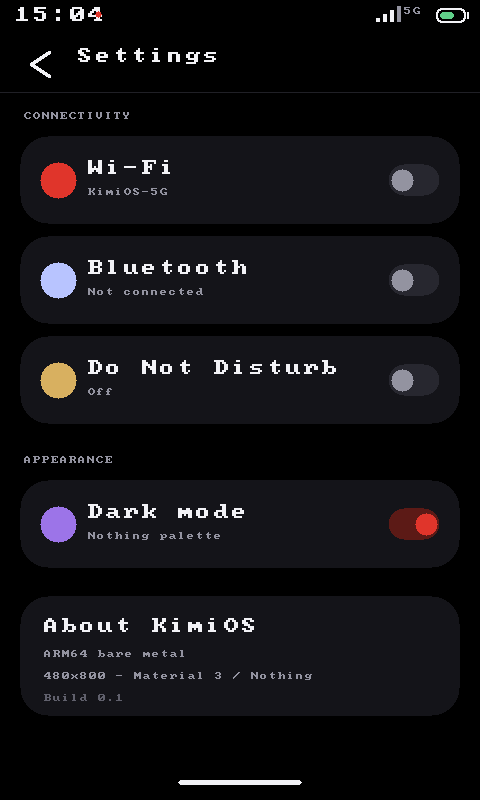 15:04
5G
Settings
CONNECTIVITY
Wi-Fi
KimiOS-5G
Bluetooth
Not connected
Do Not Disturb
Off
APPEARANCE
Dark mode
Nothing palette
About KimiOS
ARM64 bare metal
480x800 - Material 3 / Nothing
Build 0.1